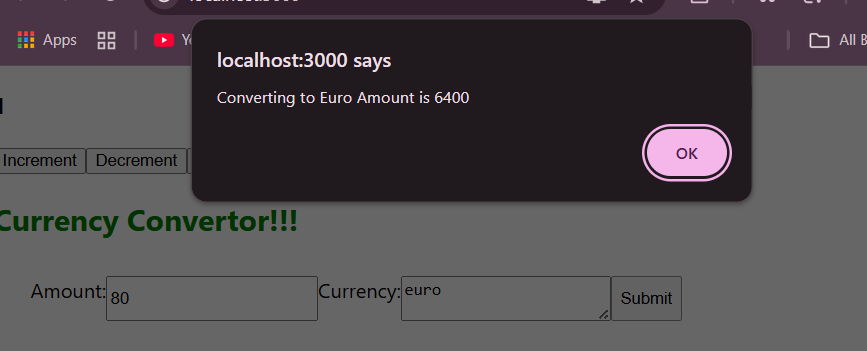 Apps
All B
localhost:3000 says
Converting to Euro Amount is 6400
OK
Increment Decrement
Currency Convertor!!!
Amount: 80 Currency: euro Submit